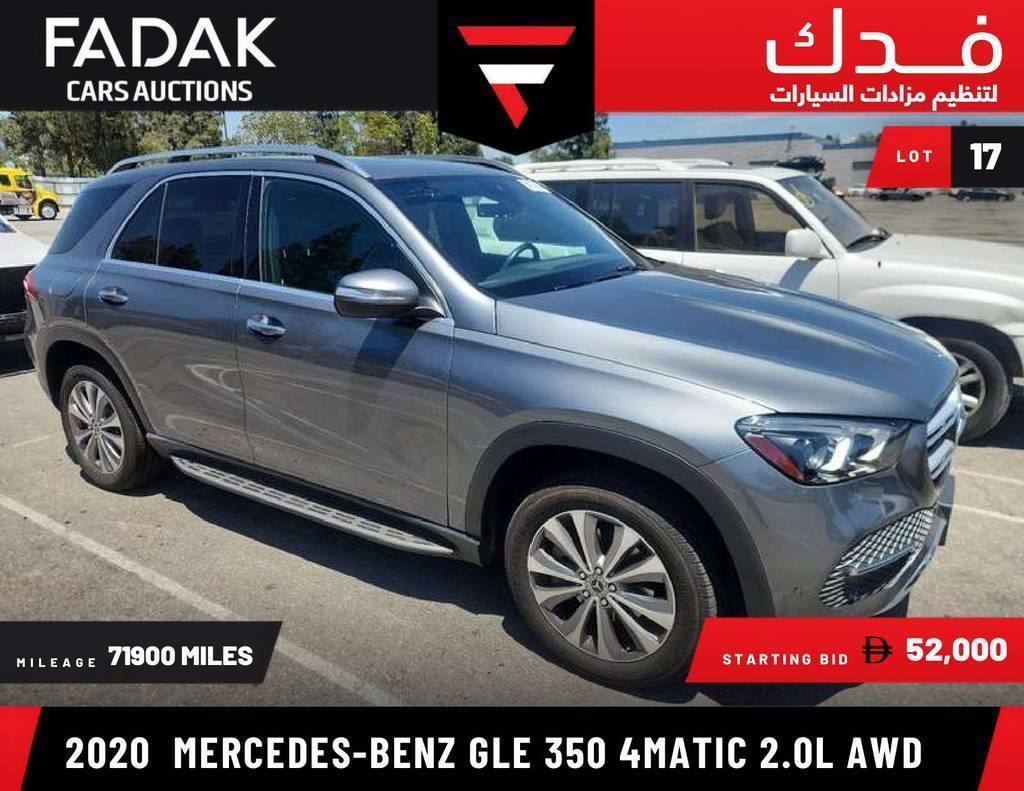 FADAK
CARS AUCTIONS
فدك
لتنظيم مزادات السيارات
LOT 17
MILEAGE 71900 MILES
STARTING BID 52,000
2020 MERCEDES-BENZ GLE 350 4MATIC 2.0L AWD